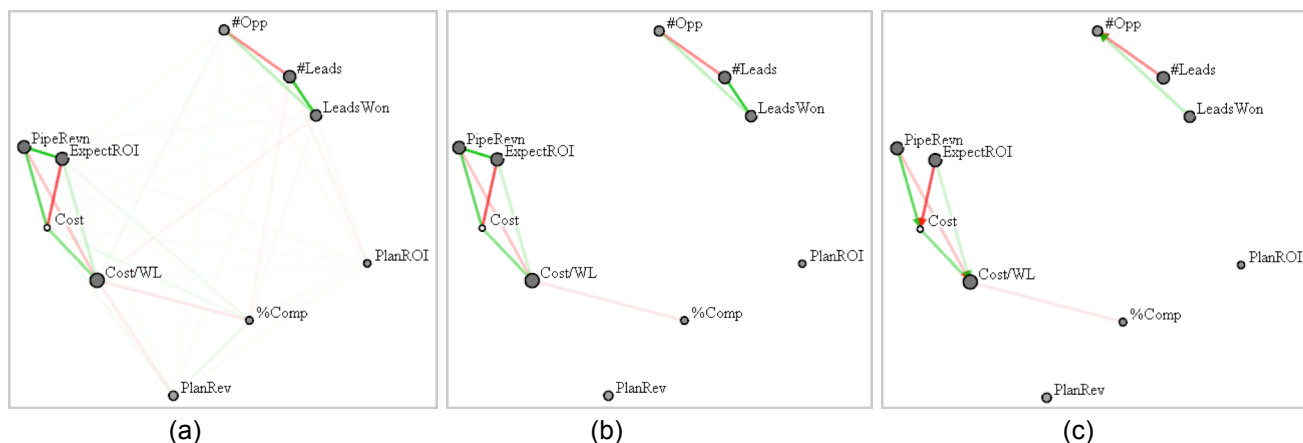 #Opp
#Leads
LeadsWon
PipeRevn
ExpectROI
Cost
PlanROI
Cost/WL
%Comp
PlanRev
(a)
#Opp
#Leads
LeadsWon
PipeRevn
ExpectROI
Cost
PlanROI
Cost/WL
%Comp
PlanRev
(b)
#Opp
#Leads
LeadsWon
PipeRevn
ExpectROI
Cost
PlanROI
Cost/WL
%Comp
PlanRev
(c)